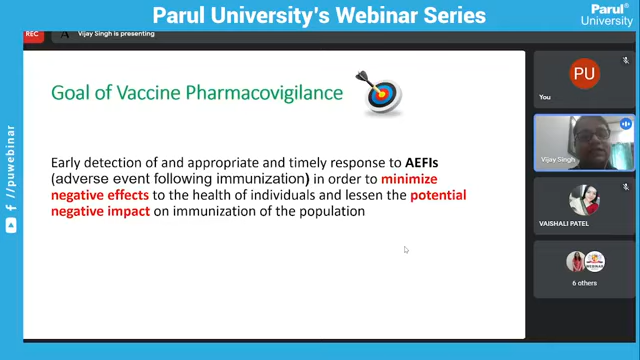 Parul University's Webinar Series
Parul®
University
REC
A
Vijay Singh is presenting
Goal of Vaccine Pharmacovigilance
Early detection of and appropriate and timely response to AEFIs
(adverse event following immunization) in order to minimize
negative effects to the health of individuals and lessen the potential
negative impact on immunization of the population
PU
You
Vijay Singh
VAISHALI PATEL
WEBINAR
6 others
| /puwebinar